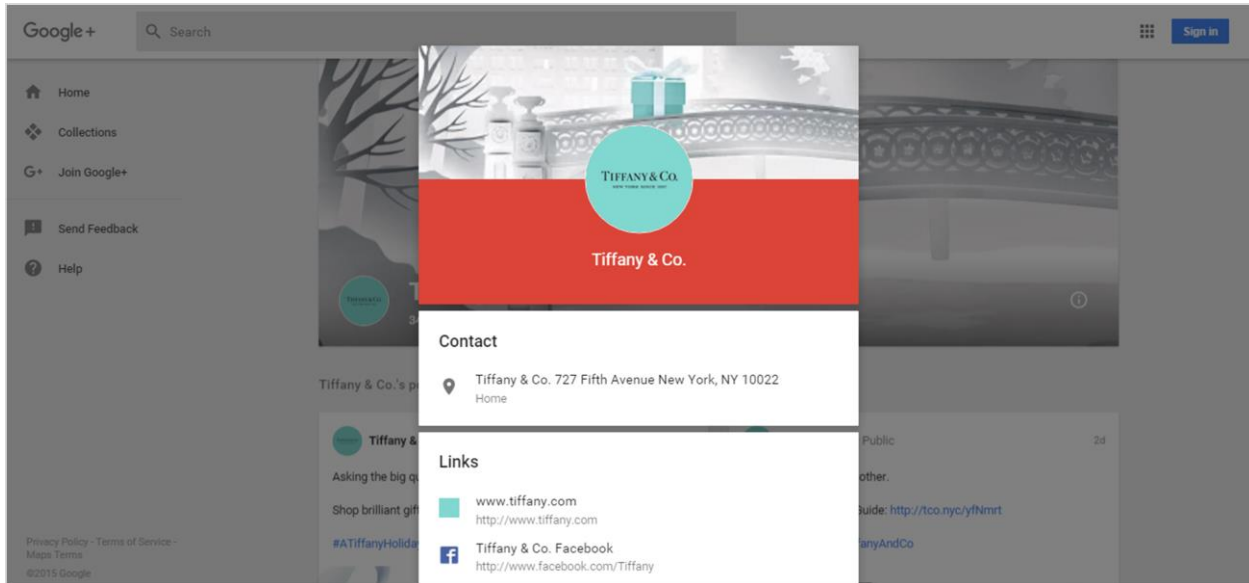 Google+
Search
Sign in
Home
Collections
G+ Join Google+
Send Feedback
Help
Privacy Policy - Terms of Service -
Maps Terms
©2015 Google
TIFFANY & CO.
Tiffany & Co.
Contact
Tiffany & Co. 727 Fifth Avenue New York, NY 10022
Home
Links
www.tiffany.com
http://www.tiffany.com
Tiffany & Co. Facebook
http://www.facebook.com/Tiffany
Tiffany & Co.'s
Tiffany &
Asking the big
Shop brilliant
#ATiffanyHoliday
Public
2d
other.
Guide: http://tco.nyc/yfNmrt